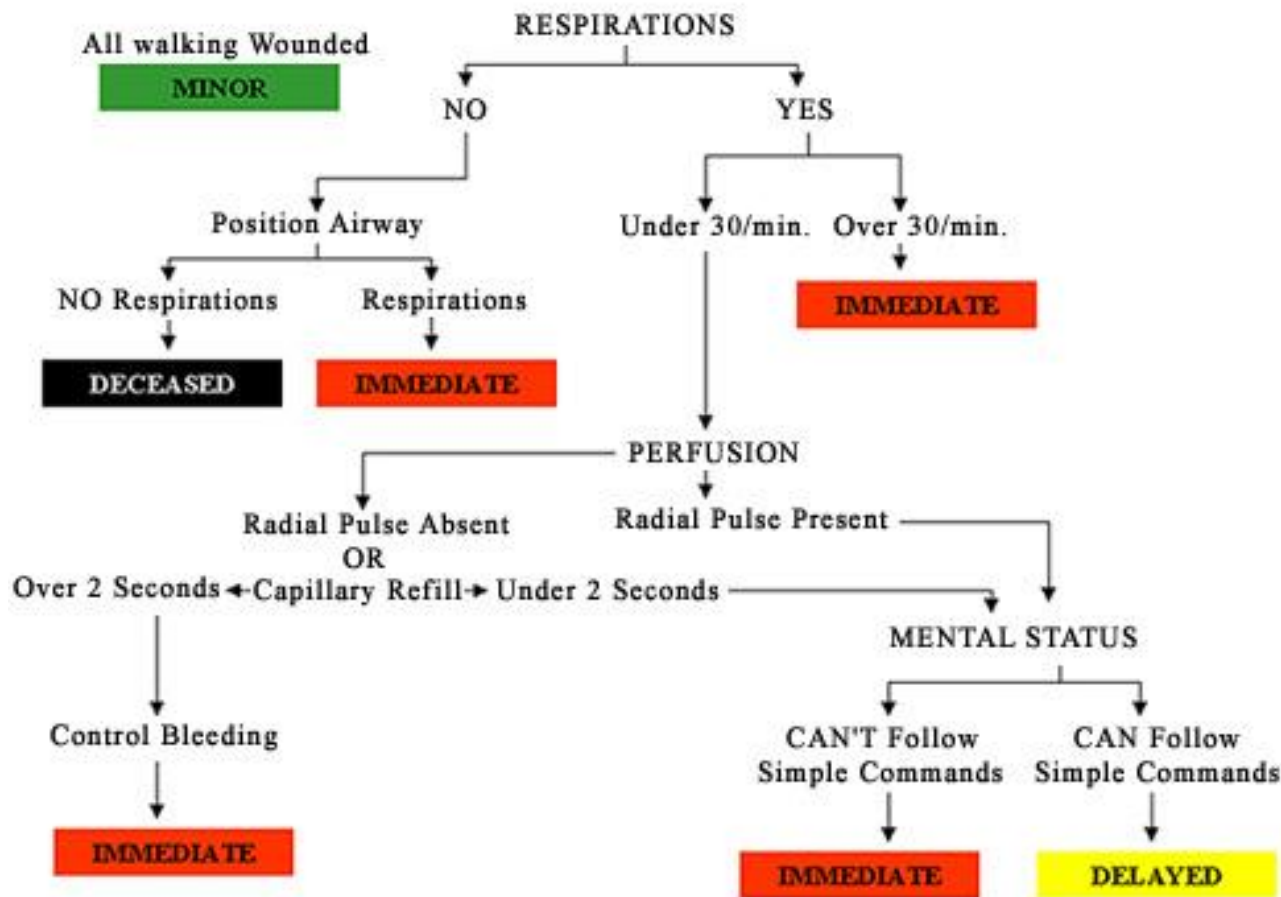 RESPIRATIONS
All walking Wounded
MINOR
NO
YES
Position Airway
Under 30/min.
Over 30/min.
NO Respirations
Respirations
IMMEDIATE
DECEASED
IMMEDIATE
PERFUSION
Radial Pulse Absent
OR
Radial Pulse Present
Over 2 Seconds
Capillary Refill
Under 2 Seconds
MENTAL STATUS
Control Bleeding
CAN'T Follow
Simple Commands
CAN Follow
Simple Commands
IMMEDIATE
IMMEDIATE
DELAYED